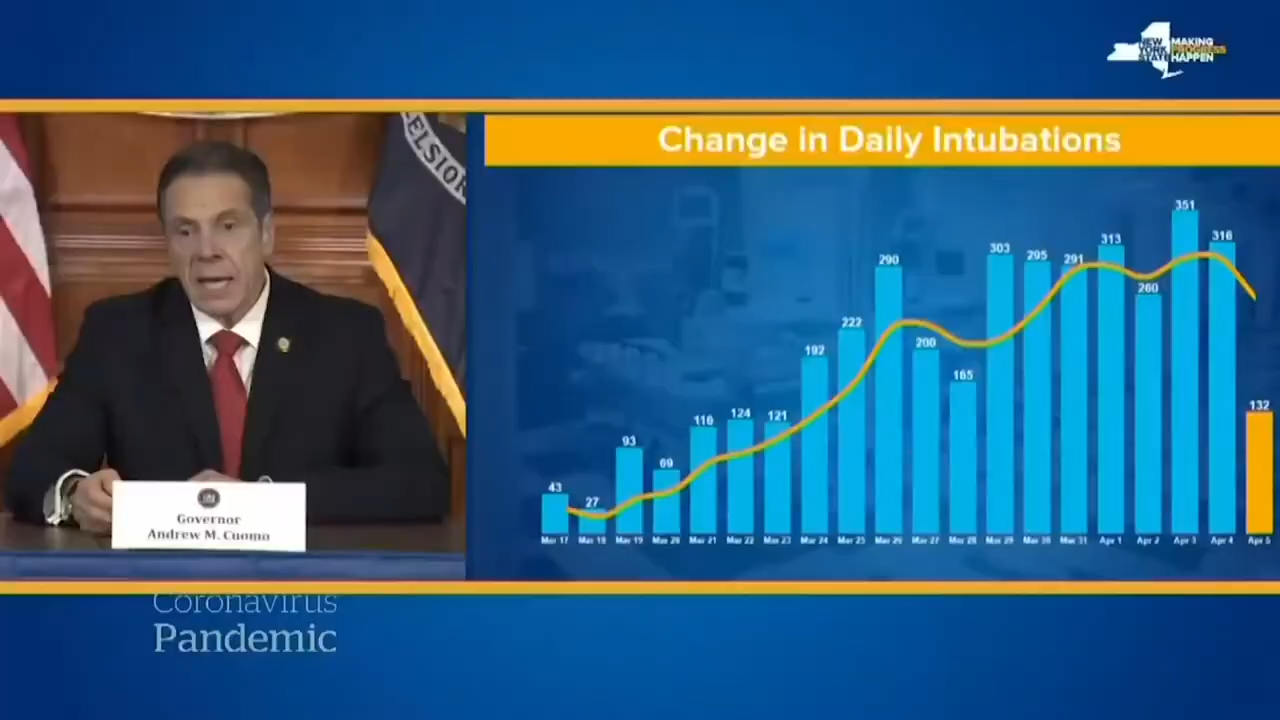 NEW YORK STATE
MAKING PROGRESS HAPPEN
Change in Daily Intubations
ELSIOR
43
27
93
69
116
124
121
192
222
290
200
165
303
295
291
313
260
351
316
132
Mar 17
Mar 18
Mar 19
Mar 20
Mar 21
Mar 22
Mar 23
Mar 24
Mar 25
Mar 26
Mar 27
Mar 28
Mar 29
Mar 30
Mar 31
Apr 1
Apr 2
Apr 3
Apr 4
Apr 5
Governor
Andrew M. Cuomo
Coronavirus
Pandemic